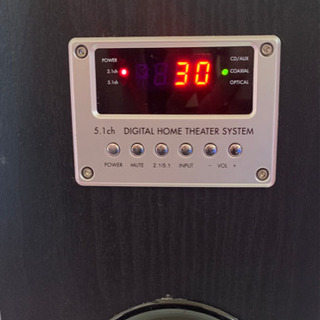 POWER
2.1ch
5.1ch
30
CD/AUX
COAXIAL
OPTICAL
5.1ch DIGITAL HOME THEATER SYSTEM
POWER MUTE 2.1/5.1 INPUT - VOL +